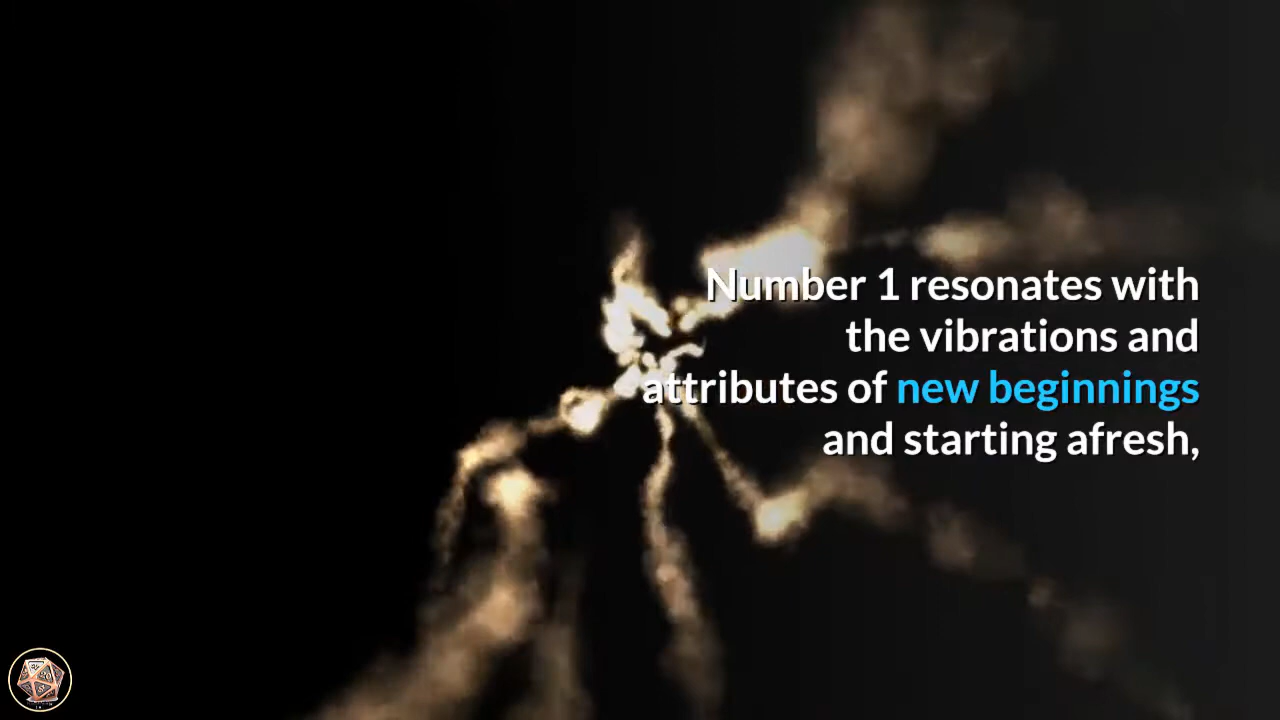 Number 1 resonates with
the vibrations and
attributes of new beginnings
and starting afresh,